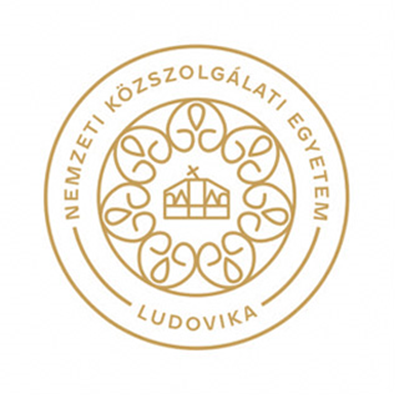 NEMZETI KÖZSZOLGÁLATI EGYETEM
LUDOVIKA